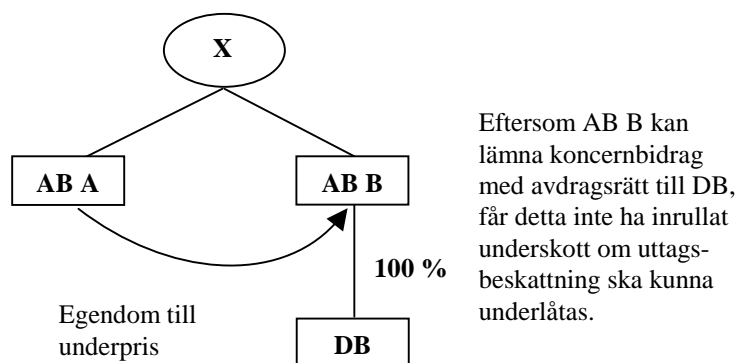 X
AB A
AB B
Eftersom AB B kan
lämna koncernbidrag
med avdragsrätt till DB,
får detta inte ha inrullat
underskott om uttags-
beskattning ska kunna
underlåtas.
100 %
Egendom till
underpris
DB